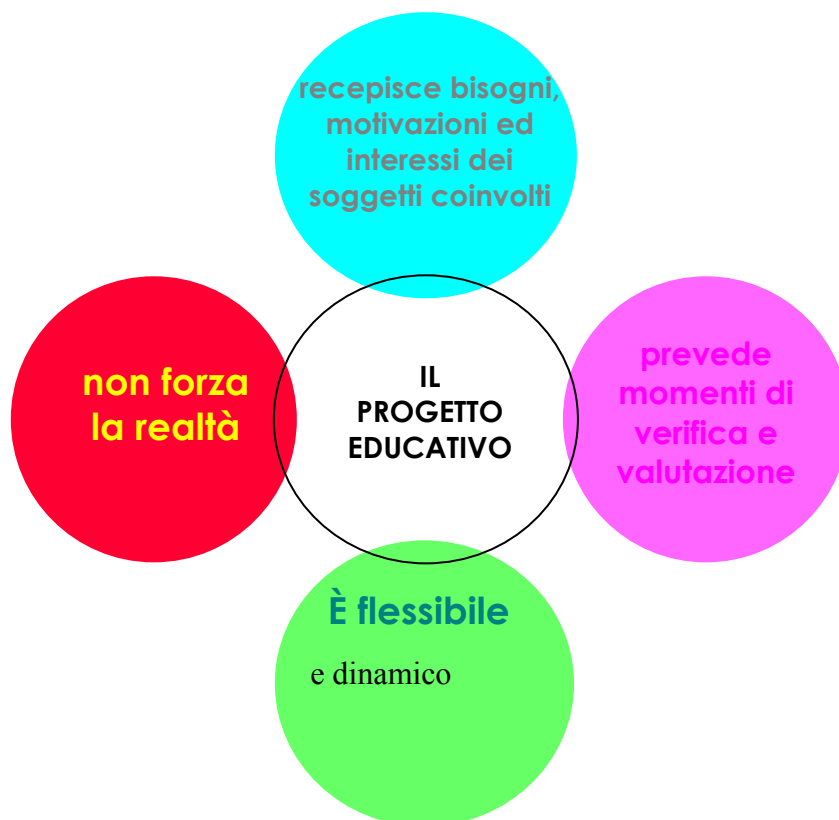 recepisce bisogni,
motivazioni ed
interessi dei
soggetti coinvolti
non forza
la realtà
IL
PROGETTO
EDUCATIVO
prevede
momenti di
verifica e
valutazione
È flessibile
e dinamico